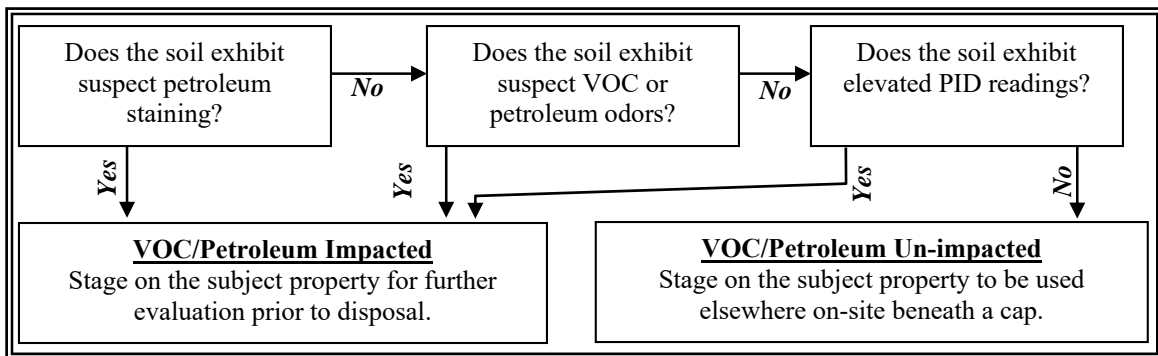 Does the soil exhibit
suspect petroleum
staining?
No
Does the soil exhibit
suspect VOC or
petroleum odors?
No
Does the soil exhibit
elevated PID readings?
Yes
Yes
Yes
No
VOC/Petroleum Impacted
Stage on the subject property for further
evaluation prior to disposal.
VOC/Petroleum Un-impacted
Stage on the subject property to be used
elsewhere on-site beneath a cap.